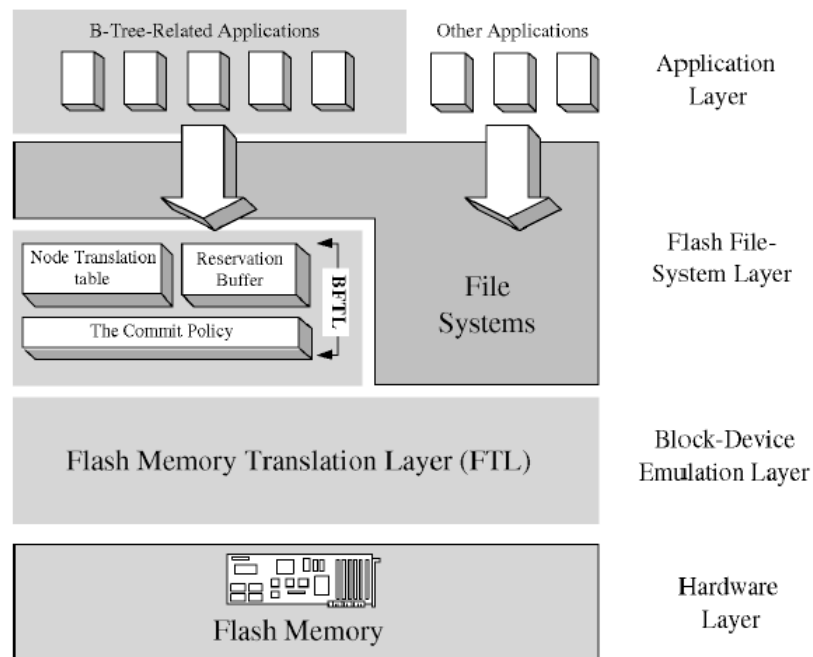 B-Tree-Related Applications
Other Applications
Application
Layer
Node Translation
table
Reservation
Buffer
BFTL
The Commit Policy
File
Systems
Flash File-
System Layer
Flash Memory Translation Layer (FTL)
Block-Device
Emulation Layer
Flash Memory
Hardware
Layer